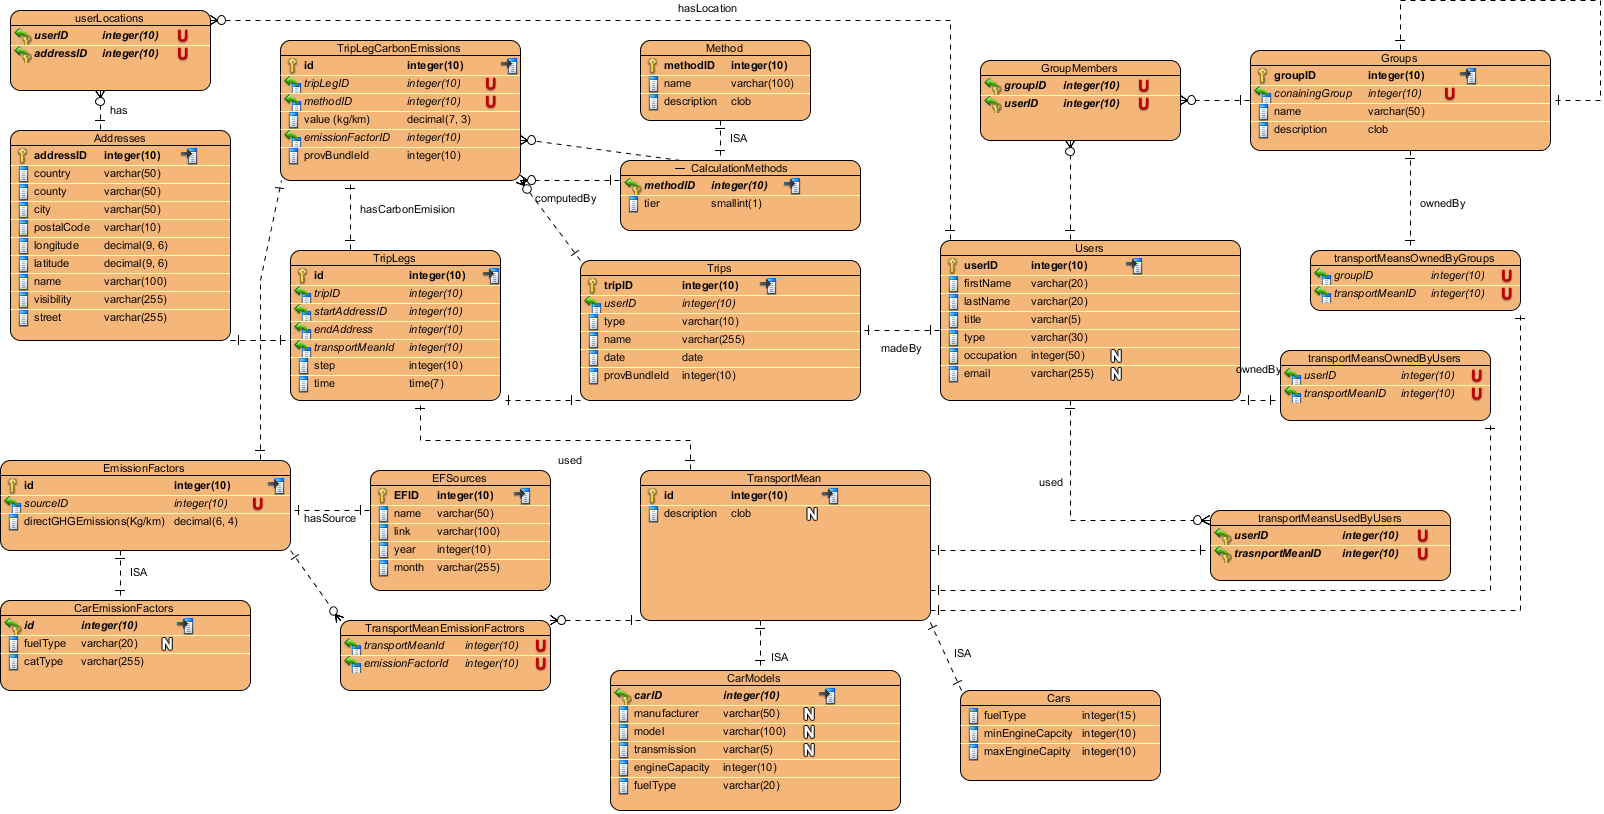 hasLocation
userLocations
userID integer(10) U
addressID integer(10) U
has
Addresses
addressID integer(10)
country varchar(50)
county varchar(50)
city varchar(50)
postalCode varchar(10)
longitude decimal(9, 6)
latitude decimal(9, 6)
name varchar(100)
visibility varchar(255)
street varchar(255)
TripLegCarbonEmissions
id integer(10)
tripLegID integer(10) U
methodID integer(10) U
value (kg/km) decimal(7, 3)
emissionFactorID integer(10)
provBundleId integer(10)
Method
methodID integer(10)
name varchar(100)
description clob
ISA
CalculationMethods
methodID integer(10)
tier smallint(1)
computedBy
hasCarbonEmisiion
GroupMembers
groupID integer(10) U
userID integer(10) U
Groups
groupID integer(10)
conainingGroup integer(10) U
name varchar(50)
description clob
ownedBy
TripLegs
id integer(10)
tripID integer(10)
startAddressID integer(10)
endAddress integer(10)
transportMeanId integer(10)
step integer(10)
time time(7)
Trips
tripID integer(10)
userID integer(10)
type varchar(10)
name varchar(255)
date date
provBundleId integer(10)
madeBy
Users
userID integer(10)
firstName varchar(20)
lastName varchar(20)
title varchar(5)
type varchar(30)
occupation integer(50) N
email varchar(255) N
transportMeansOwnedByGroups
groupID integer(10) U
transportMeanID integer(10) U
ownedBy
transportMeansOwnedByUsers
userID integer(10) U
transportMeanID integer(10) U
used
used
EmissionFactors
id integer(10)
sourceID integer(10) U
directGHGEmissions(Kg/km) decimal(6, 4)
hasSource
EFSources
EFID integer(10)
name varchar(50)
link varchar(100)
year integer(10)
month varchar(255)
TransportMean
id integer(10)
description clob N
transportMeansUsedByUsers
userID integer(10) U
trasnportMeanID integer(10) U
ISA
CarEmissionFactors
id integer(10)
fuelType varchar(20) N
catType varchar(255)
TransportMeanEmissionFactrors
transportMeanId integer(10) U
emissionFactorId integer(10) U
ISA
CarModels
carID integer(10)
manufacturer varchar(50) N
model varchar(100) N
transmission varchar(5) N
engineCapacity integer(10)
fuelType varchar(20)
ISA
Cars
fuelType integer(15)
minEngineCapcity integer(10)
maxEngineCapity integer(10)